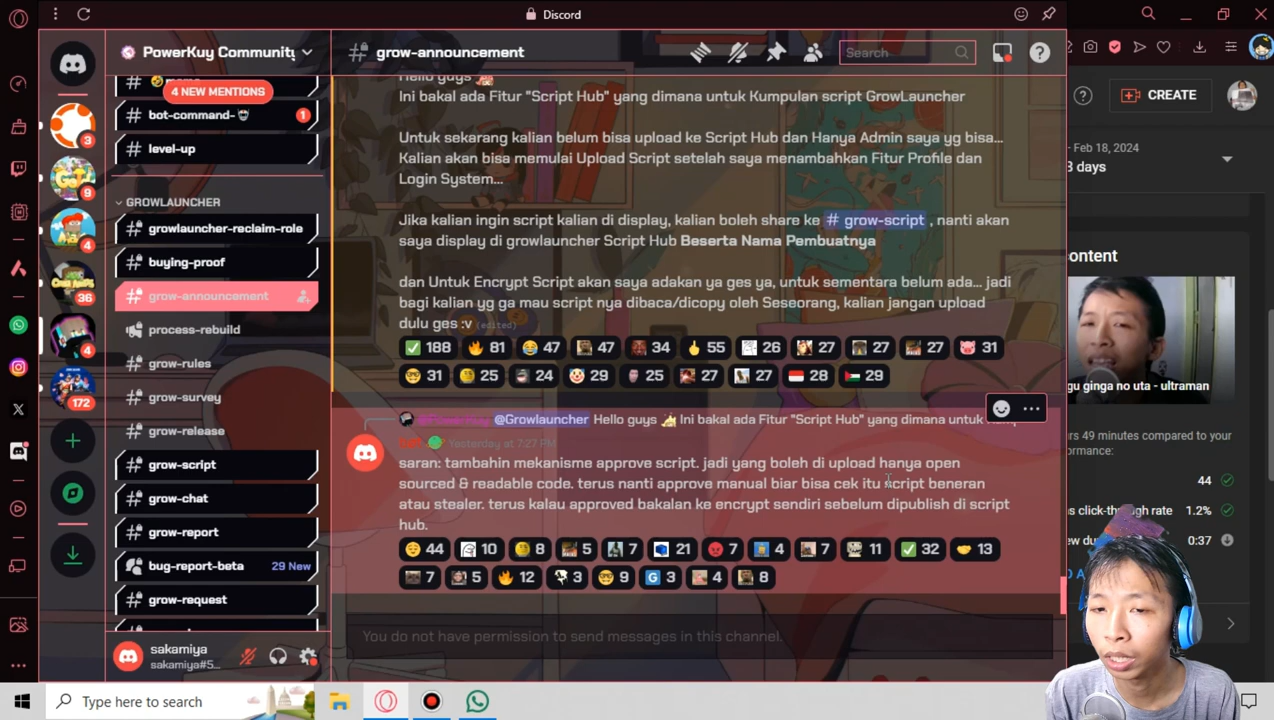 Discord
PowerKuy Community
4 NEW MENTIONS
bot-command-
1
level-up
GROWLAUNCHER
growlauncher-reclaim-role
buying-proof
grow-announcement
process-rebuild
grow-rules
grow-survey
grow-release
grow-script
grow-chat
grow-report
bug-report-beta 29 New
grow-request
3
9
4
36
4
172
sakamiya
sakamiya#5...
grow-announcement
Search
Hello guys
Ini bakal ada Fitur "Script Hub" yang dimana untuk Kumpulan script GrowLauncher
Untuk sekarang kalian belum bisa upload ke Script Hub dan Hanya Admin saya yg bisa...
Kalian akan bisa memulai Upload Script setelah saya menambahkan Fitur Profile dan
Login System...
Jika kalian ingin script kalian di display, kalian boleh share ke # grow-script , nanti akan
saya display di growlauncher Script Hub Beserta Nama Pembuatnya
dan Untuk Encrypt Script akan saya adakan ya ges ya, untuk sementara belum ada... jadi
bagi kalian yg ga mau script nya dibaca/dicopy oleh Seseorang, kalian jangan upload
dulu ges :v (edited)
188 81 47 47 34 55 26 27 27 27 31
31 25 24 29 25 27 27 28 29
@PowerKuy @Growlauncher Hello guys Ini bakal ada Fitur "Script Hub" yang dimana untuk
Yesterday at 7:27 PM
saran: tambahin mekanisme approve script. jadi yang boleh di upload hanya open
sourced & readable code. terus nanti approve manual biar bisa cek itu script beneran
atau stealer. terus kalau approved bakalan ke encrypt sendiri sebelum dipublish di script
hub.
44 10 8 5 7 21 7 4 7 11 32 13
7 5 12 3 9 3 4 8
You do not have permission to send messages in this channel.
CREATE
- Feb 18, 2024
8 days
ontent
gu ginga no uta - ultraman
rs 49 minutes compared to your
ormance:
44
s click-through rate 1.2%
ew du 0:37
Type here to search